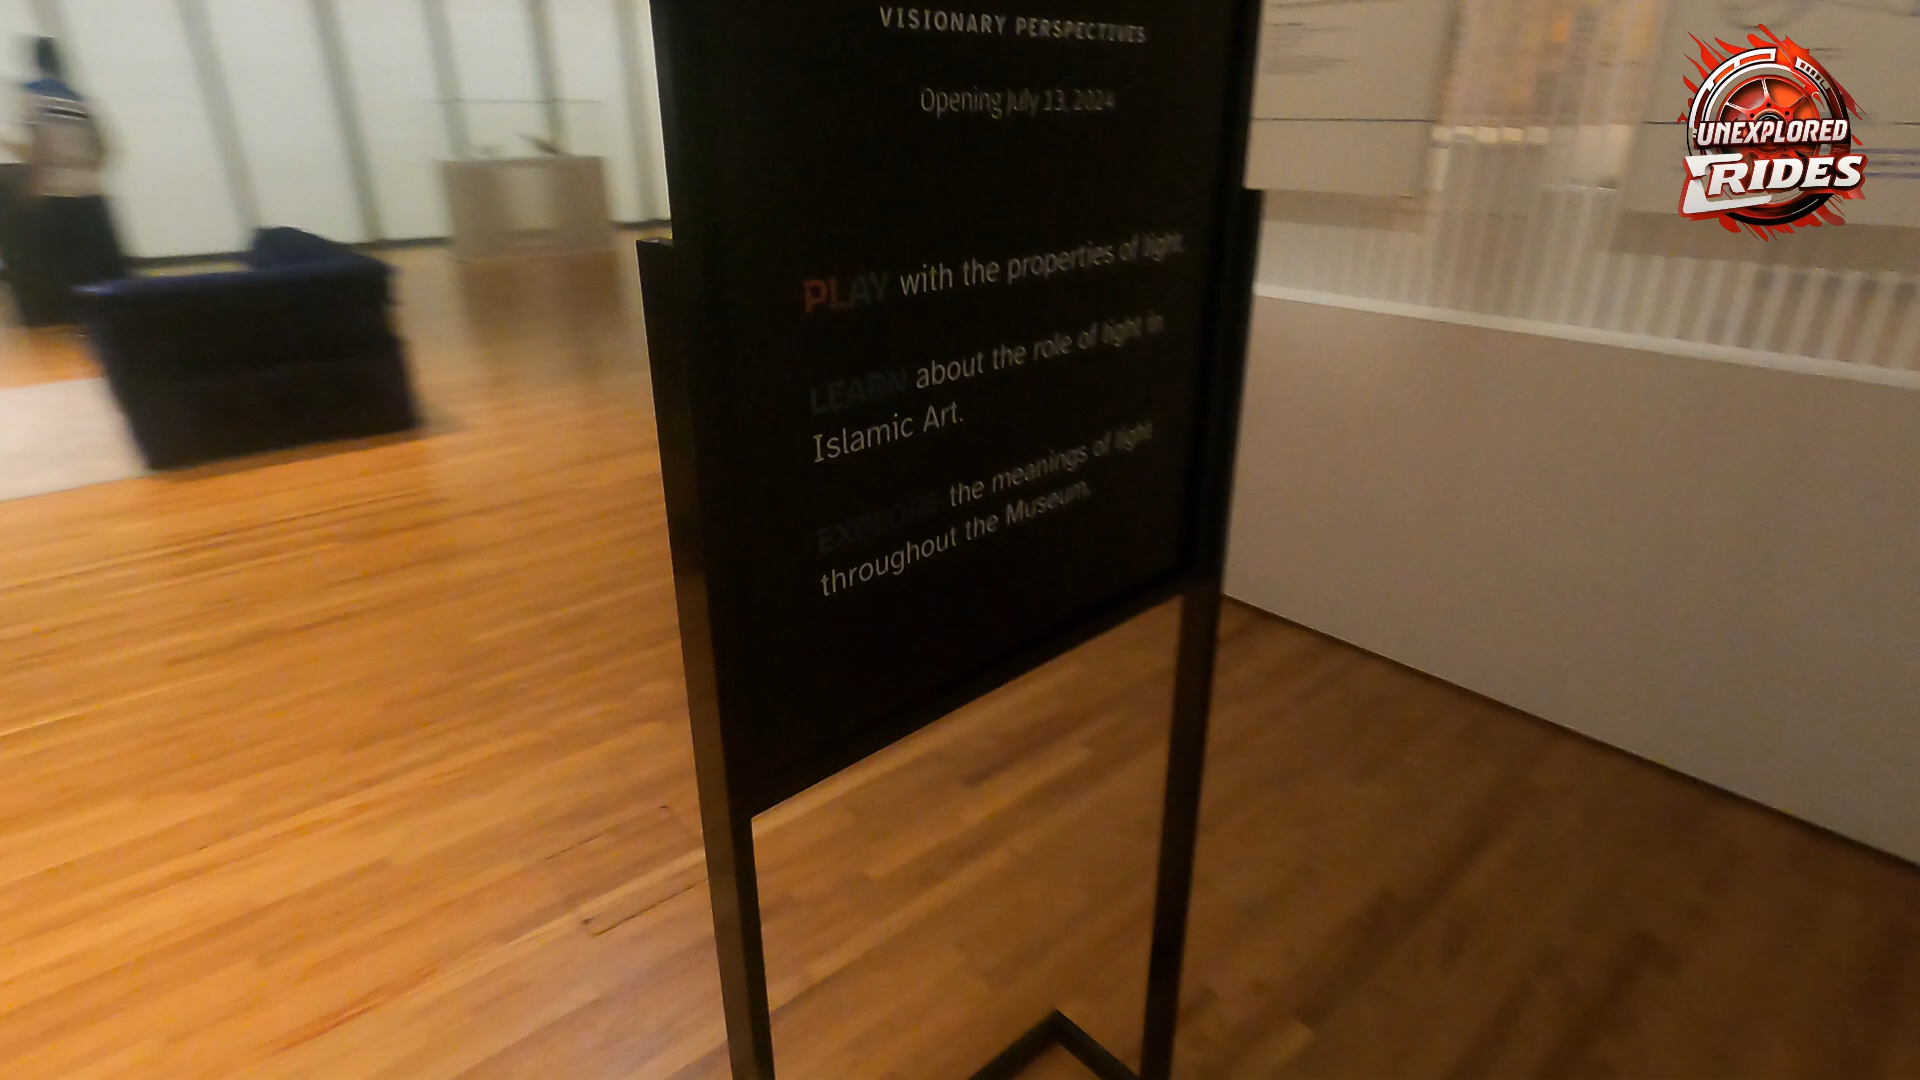 VISIONARY PERSPECTIVES
Opening July 13, 2024
PLAY with the properties of light
LEARN about the role of light in
Islamic Art.
EXPLORE the meanings of light
throughout the Museum.
UNEXPLORED
RIDES